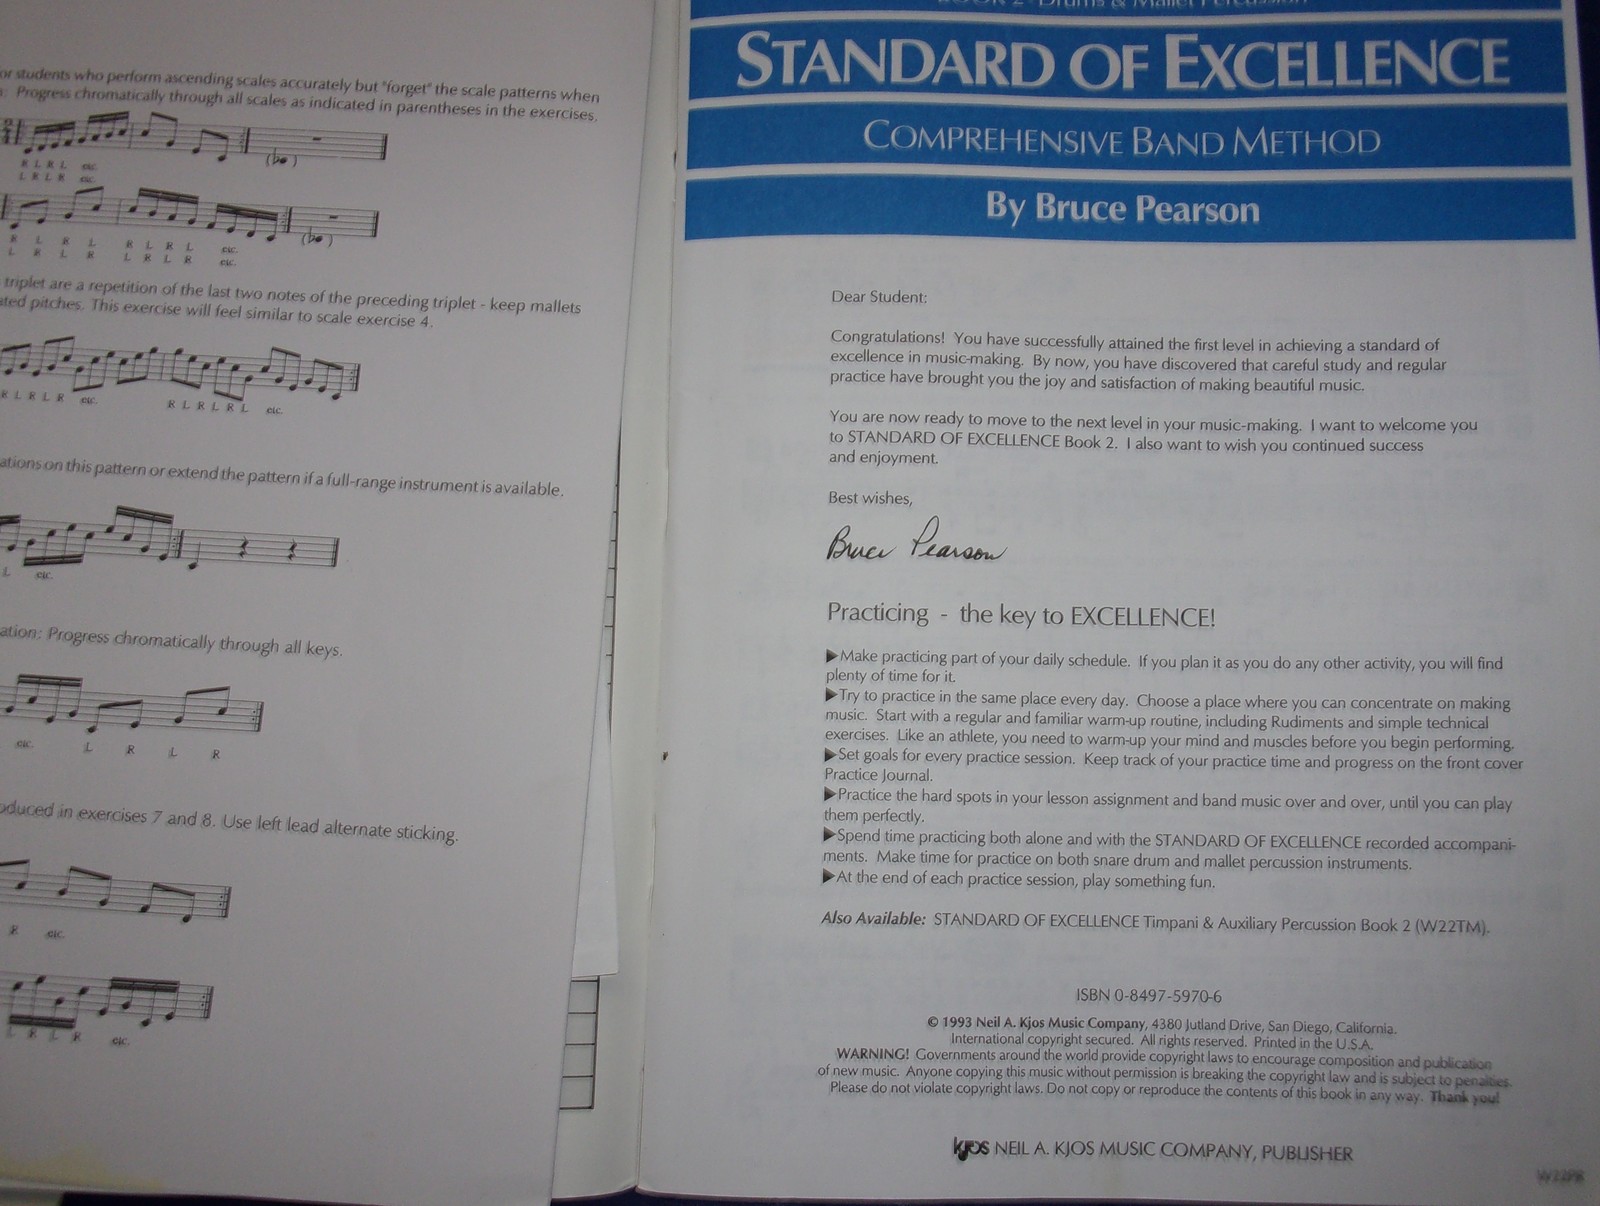 or students who perform ascending scales accurately but "forget" the scale patterns when
: Progress chromatically through all scales as indicated in parentheses in the exercises.
R L R L etc.
L R L R etc.
R L R L R L R L etc.
L R L R L R L R etc.
triplet are a repetition of the last two notes of the preceding triplet - keep mallets
ated pitches. This exercise will feel similar to scale exercise 4.
R L R L R etc. R L R L R L etc.
ations on this pattern or extend the pattern if a full-range instrument is available.
L etc.
ation: Progress chromatically through all keys.
etc. L R L R
oduced in exercises 7 and 8. Use left lead alternate sticking.
R etc.
L R L R etc.
BOOK 2 Drums & Mallet Percussion
STANDARD OF EXCELLENCE
COMPREHENSIVE BAND METHOD
By Bruce Pearson
Dear Student:
Congratulations! You have successfully attained the first level in achieving a standard of
excellence in music-making. By now, you have discovered that careful study and regular
practice have brought you the joy and satisfaction of making beautiful music.
You are now ready to move to the next level in your music-making. I want to welcome you
to STANDARD OF EXCELLENCE Book 2. I also want to wish you continued success
and enjoyment.
Best wishes,
Bruce Pearson
Practicing - the key to EXCELLENCE!
▶Make practicing part of your daily schedule. If you plan it as you do any other activity, you will find
plenty of time for it.
▶Try to practice in the same place every day. Choose a place where you can concentrate on making
music. Start with a regular and familiar warm-up routine, including Rudiments and simple technical
exercises. Like an athlete, you need to warm-up your mind and muscles before you begin performing.
▶Set goals for every practice session. Keep track of your practice time and progress on the front cover
Practice Journal.
▶Practice the hard spots in your lesson assignment and band music over and over, until you can play
them perfectly.
▶Spend time practicing both alone and with the STANDARD OF EXCELLENCE recorded accompani-
ments. Make time for practice on both snare drum and mallet percussion instruments.
▶At the end of each practice session, play something fun.
Also Available: STANDARD OF EXCELLENCE Timpani & Auxiliary Percussion Book 2 (W22TM).
ISBN 0-8497-5970-6
© 1993 Neil A. Kjos Music Company, 4380 Jutland Drive, San Diego, California.
International copyright secured. All rights reserved. Printed in the U.S.A.
WARNING! Governments around the world provide copyright laws to encourage composition and publication
of new music. Anyone copying this music without permission is breaking the copyright law and is subject to penalties.
Please do not violate copyright laws. Do not copy or reproduce the contents of this book in any way. Thank you!
kjos NEIL A. KJOS MUSIC COMPANY, PUBLISHER
W22PR